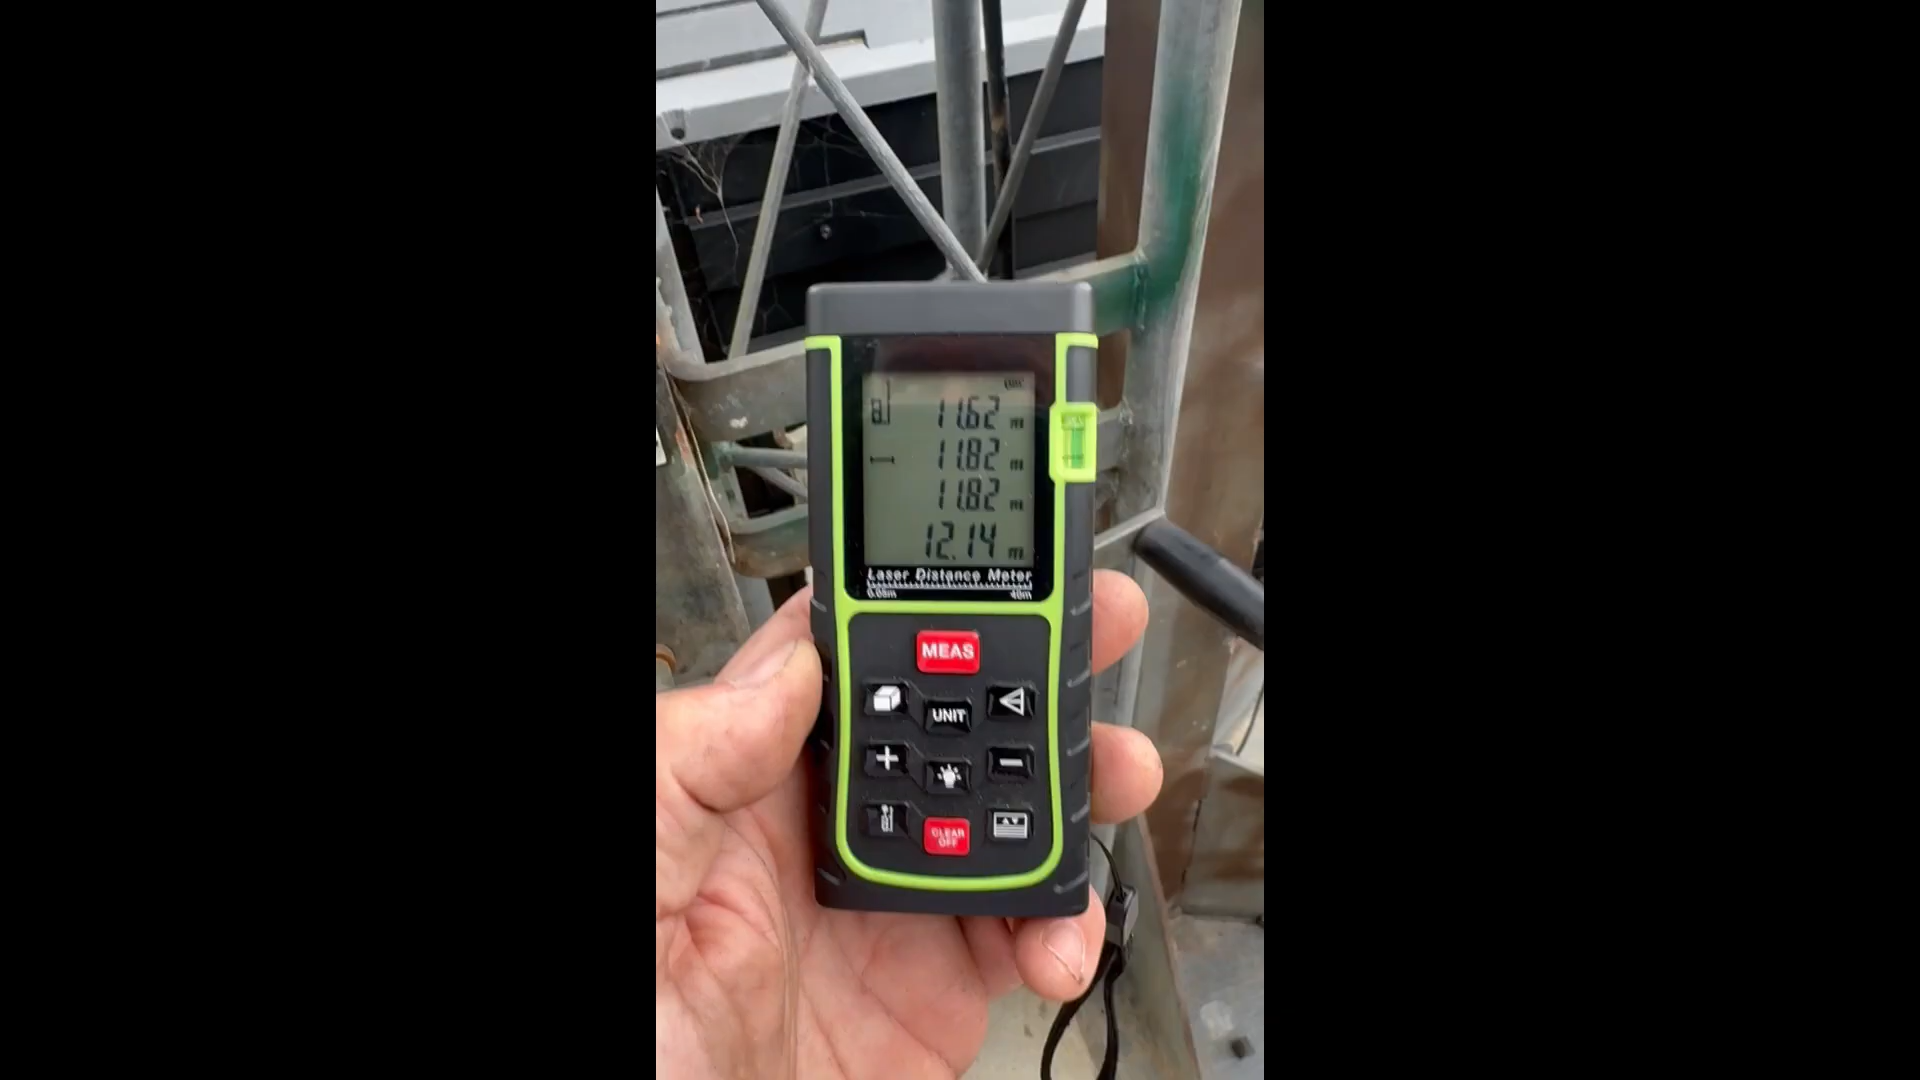 11.62 m
11.82 m
11.82 m
12.14 m
Laser Distance Meter
0.05m 40m
MEAS
UNIT
CLEAR
OFF